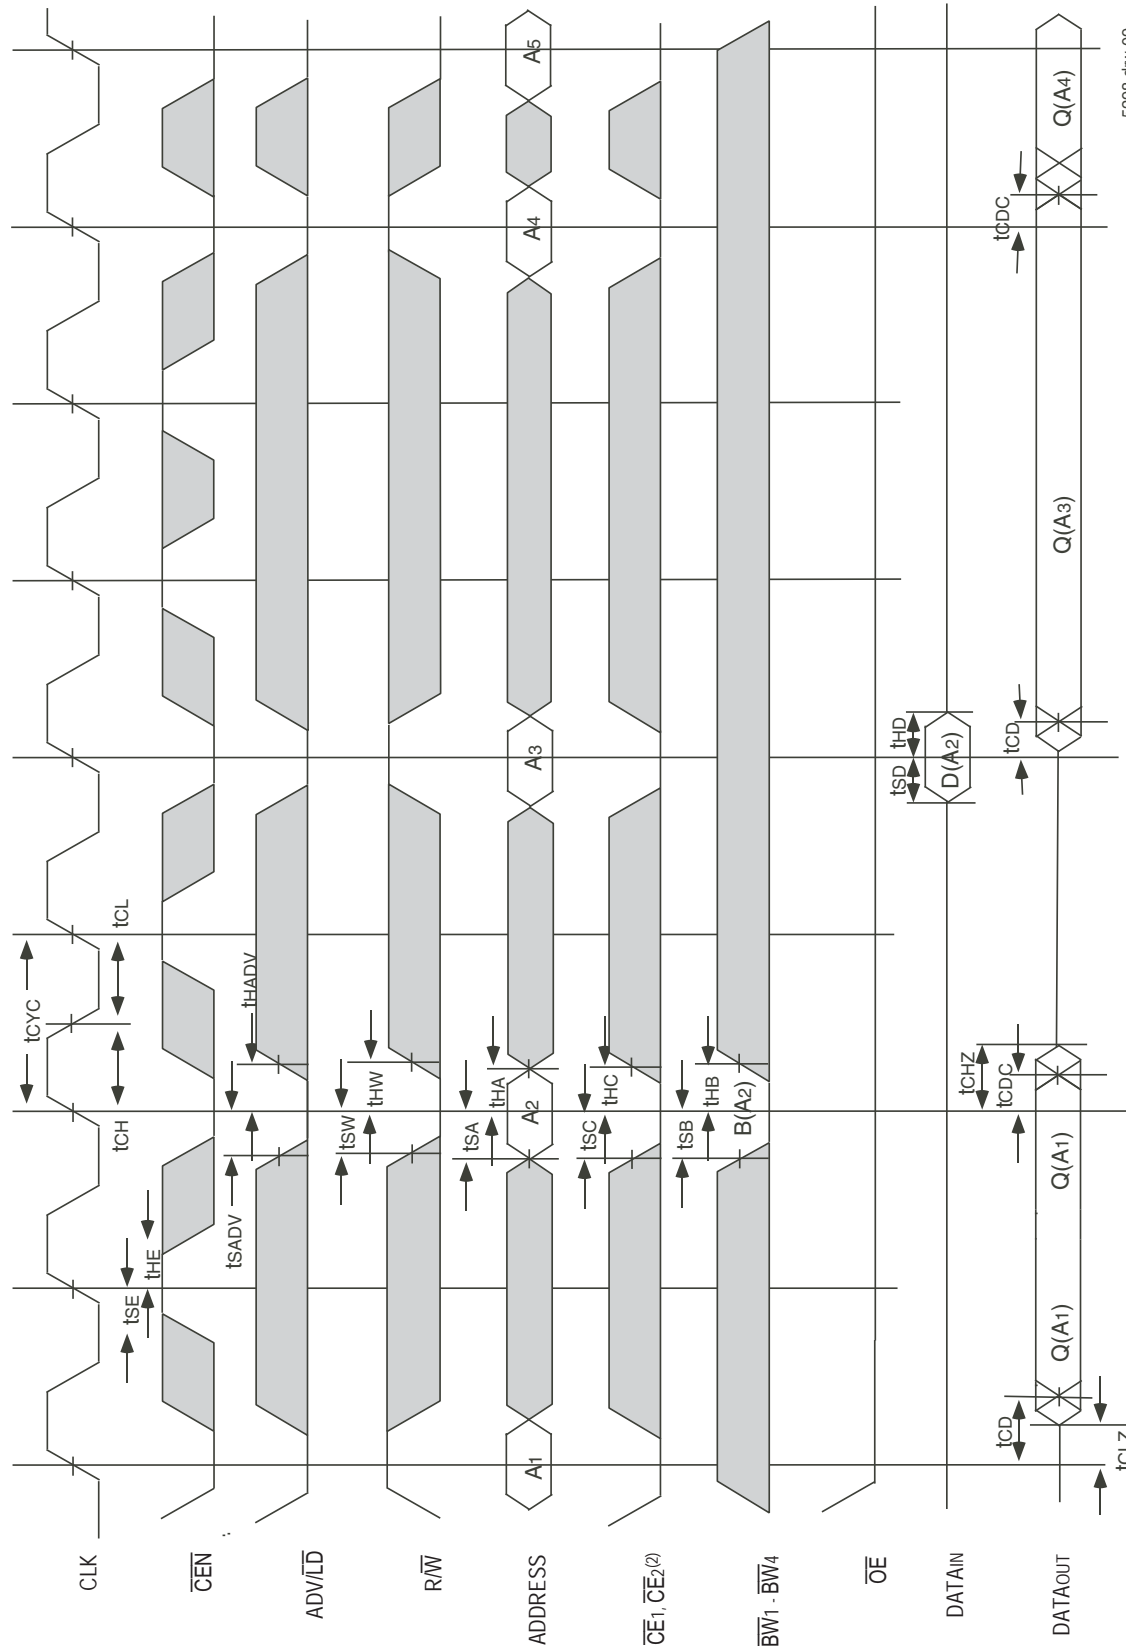 CLK
tCYC
tCH
tCL
CEN
tSE
tHE
ADV/LD
tSADV
tHADV
R/W
tSW
tHW
ADDRESS
A1
tSA
tHA
A2
A3
A4
A5
CE1, CE2(2)
tSC
tHC
BW1 - BW4
tSB
tHB
B(A2)
OE
DATAIN
tSD
tHD
D(A2)
DATAOUT
tCD
tCLZ
Q(A1)
Q(A1)
tCHZ
tCDC
tCD
Q(A3)
tCDC
Q(A4)